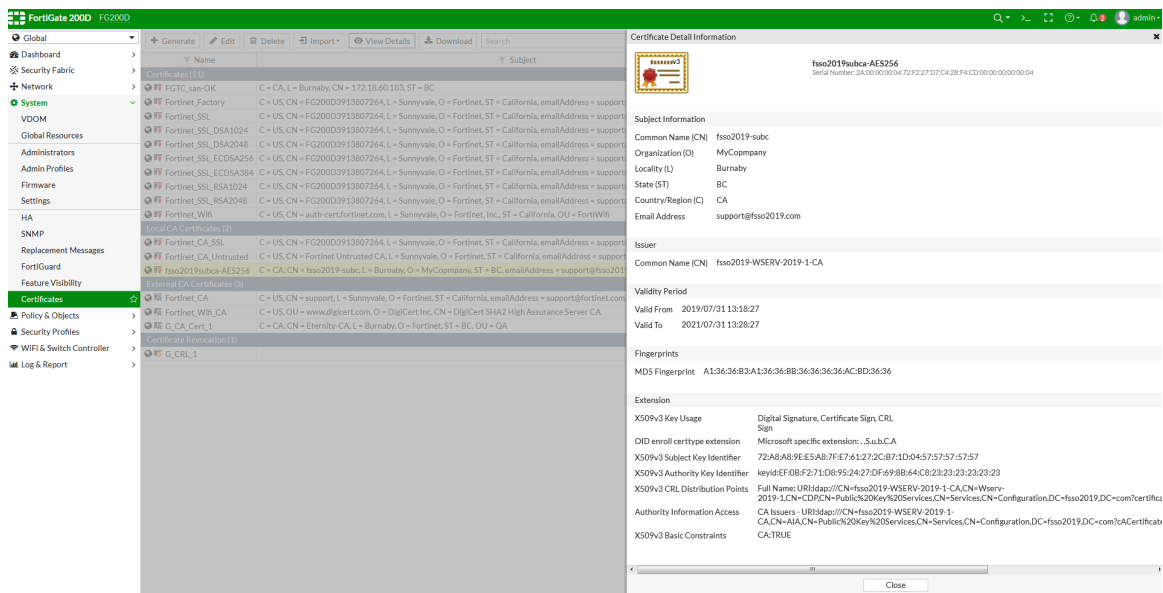 FortiGate 200D FG200D
admin
Global
Dashboard
Security Fabric
Network
System
VDOM
Global Resources
Administrators
Admin Profiles
Firmware
Settings
HA
SNMP
Replacement Messages
FortiGuard
Feature Visibility
Certificates
Policy & Objects
Security Profiles
WiFi & Switch Controller
Log & Report
+ Generate Edit Delete Import View Details Download Search
Name Subject
Certificates (11)
FGTC_san-OK C = CA, L = Burnaby, CN = 172.18.60.183, ST = BC
Fortinet_Factory C = US, CN = FG200D3913807264, L = Sunnyvale, O = Fortinet, ST = California, emailAddress = support
Fortinet_SSL C = US, CN = FG200D3913807264, L = Sunnyvale, O = Fortinet, ST = California, emailAddress = support
Fortinet_SSL_DSA1024 C = US, CN = FG200D3913807264, L = Sunnyvale, O = Fortinet, ST = California, emailAddress = support
Fortinet_SSL_DSA2048 C = US, CN = FG200D3913807264, L = Sunnyvale, O = Fortinet, ST = California, emailAddress = support
Fortinet_SSL_ECDSA256 C = US, CN = FG200D3913807264, L = Sunnyvale, O = Fortinet, ST = California, emailAddress = support
Fortinet_SSL_ECDSA384 C = US, CN = FG200D3913807264, L = Sunnyvale, O = Fortinet, ST = California, emailAddress = support
Fortinet_SSL_RSA1024 C = US, CN = FG200D3913807264, L = Sunnyvale, O = Fortinet, ST = California, emailAddress = support
Fortinet_SSL_RSA2048 C = US, CN = FG200D3913807264, L = Sunnyvale, O = Fortinet, ST = California, emailAddress = support
Fortinet_Wifi C = US, CN = auth-cert.fortinet.com, L = Sunnyvale, O = Fortinet, Inc., ST = California, OU = FortiWifi
Local CA Certificates (2)
Fortinet_CA_SSL C = US, CN = FG200D3913807264, L = Sunnyvale, O = Fortinet, ST = California, emailAddress = support
Fortinet_CA_Untrusted C = US, CN = Fortinet Untrusted CA, L = Sunnyvale, O = Fortinet, ST = California, emailAddress = support
fsso2019subca-AES256 C = CA, CN = fsso2019-subc, L = Burnaby, O = MyCopmpany, ST = BC, emailAddress = support@fsso201
External CA Certificates (3)
Fortinet_CA C = US, CN = support, L = Sunnyvale, O = Fortinet, ST = California, emailAddress = support@fortinet.com
Fortinet_Wifi_CA C = US, OU = www.digicert.com, O = DigiCert Inc, CN = DigiCert SHA2 High Assurance Server CA
G_CA_Cert_1 C = CA, CN = Eternity-CA, L = Burnaby, O = Fortinet, ST = BC, OU = QA
Certificate Revocation (1)
G_CRL_1
Certificate Detail Information
v3
fsso2019subca-AES256
Serial Number: 2A:00:00:00:04:72:F2:27:D7:C4:2B:F4:CD:00:00:00:00:00:04
Subject Information
Common Name (CN) fsso2019-subc
Organization (O) MyCopmpany
Locality (L) Burnaby
State (ST) BC
Country/Region (C) CA
Email Address support@fsso2019.com
Issuer
Common Name (CN) fsso2019-WSERV-2019-1-CA
Validity Period
Valid From 2019/07/31 13:18:27
Valid To 2021/07/31 13:28:27
Fingerprints
MD5 Fingerprint A1:36:36:B3:A1:36:36:BB:36:36:36:36:AC:BD:36:36
Extension
X509v3 Key Usage Digital Signature, Certificate Sign, CRL
Sign
OID enroll certtype extension Microsoft specific extension: . .S.u.b.C.A
X509v3 Subject Key Identifier 72:A8:A8:9E:E5:A8:7F:E7:61:27:2C:B7:1D:04:57:57:57:57:57
X509v3 Authority Key Identifier keyid:EF:0B:F2:71:D8:95:24:27:DF:69:8B:64:C8:23:23:23:23:23:23
X509v3 CRL Distribution Points Full Name: URI:ldap:///CN=fsso2019-WSERV-2019-1-CA,CN=Wserv-
2019-1,CN=CDP,CN=Public%20Key%20Services,CN=Services,CN=Configuration,DC=fsso2019,DC=com?certifica
Authority Information Access CA Issuers - URI:ldap:///CN=fsso2019-WSERV-2019-1-
CA,CN=AIA,CN=Public%20Key%20Services,CN=Services,CN=Configuration,DC=fsso2019,DC=com?cACertificate
X509v3 Basic Constraints CA:TRUE
Close